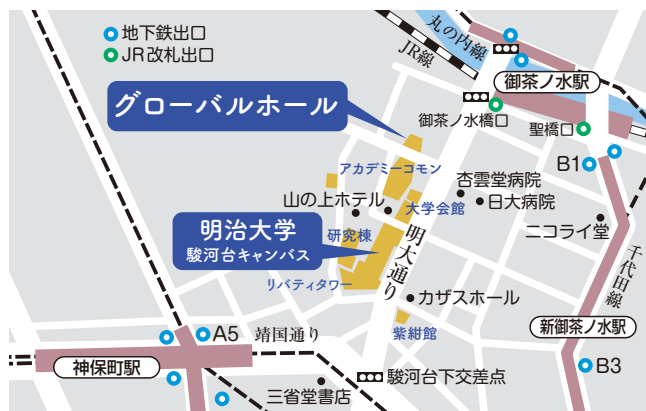 地下鉄出口
JR改札出口
丸の内線
JR線
御茶ノ水駅
グローバルホール
御茶ノ水橋口
聖橋口
B1
アカデミーコモン
杏雲堂病院
山の上ホテル
大学会館
日大病院
ニコライ堂
明治大学
駿河台キャンパス
研究棟
明大通り
千代田線
リバティタワー
カザスホール
紫紺館
新御茶ノ水駅
A5
靖国通り
神保町駅
B3
駿河台下交差点
三省堂書店